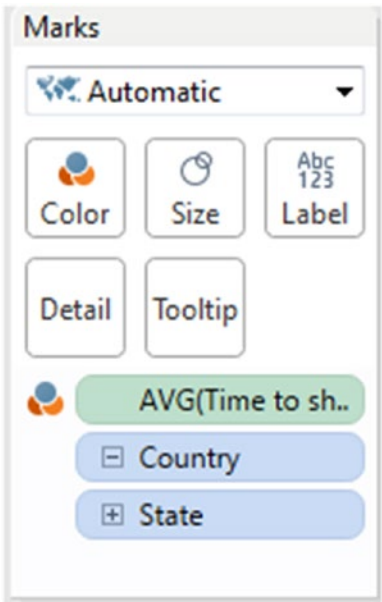 Marks
Automatic
Color Size Abc 123 Label
Detail Tooltip
AVG(Time to sh..
Country
State